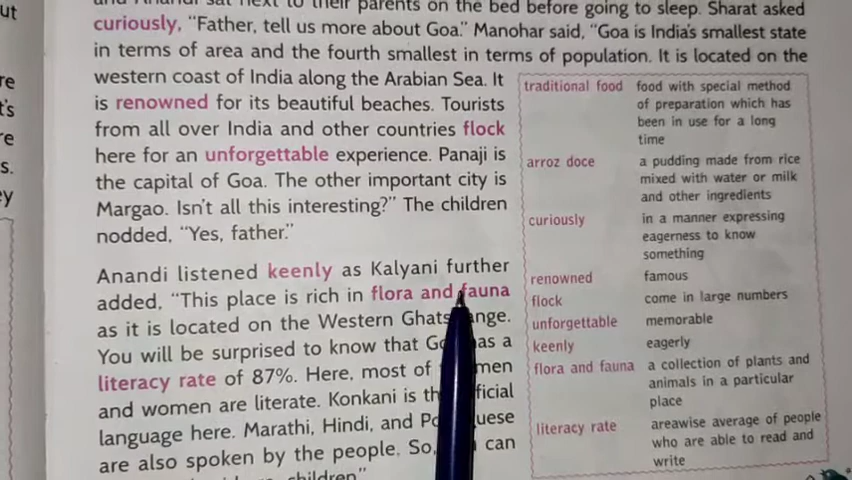 and Anandi sat next to their parents on the bed before going to sleep. Sharat asked
curiously, “Father, tell us more about Goa.” Manohar said, “Goa is India's smallest state
in terms of area and the fourth smallest in terms of population. It is located on the
western coast of India along the Arabian Sea. It
is renowned for its beautiful beaches. Tourists
from all over India and other countries flock
here for an unforgettable experience. Panaji is
the capital of Goa. The other important city is
Margao. Isn't all this interesting?” The children
nodded, “Yes, father.”
Anandi listened keenly as Kalyani further
added, “This place is rich in flora and fauna
as it is located on the Western Ghats
You will be surprised to know that has a
literacy rate of 87%. Here, most of men
and women are literate. Konkani is
language here. Marathi, Hindi, and
are also spoken by the people. So, can
children”
traditional food food with special method
of preparation which has
been in use for a long
time
arroz doce a pudding made from rice
mixed with water or milk
and other ingredients
curiously in a manner expressing
eagerness to know
something
renowned famous
flock come in large numbers
unforgettable memorable
keenly eagerly
flora and fauna a collection of plants and
animals in a particular
place
literacy rate areawise average of people
who are able to read and
write